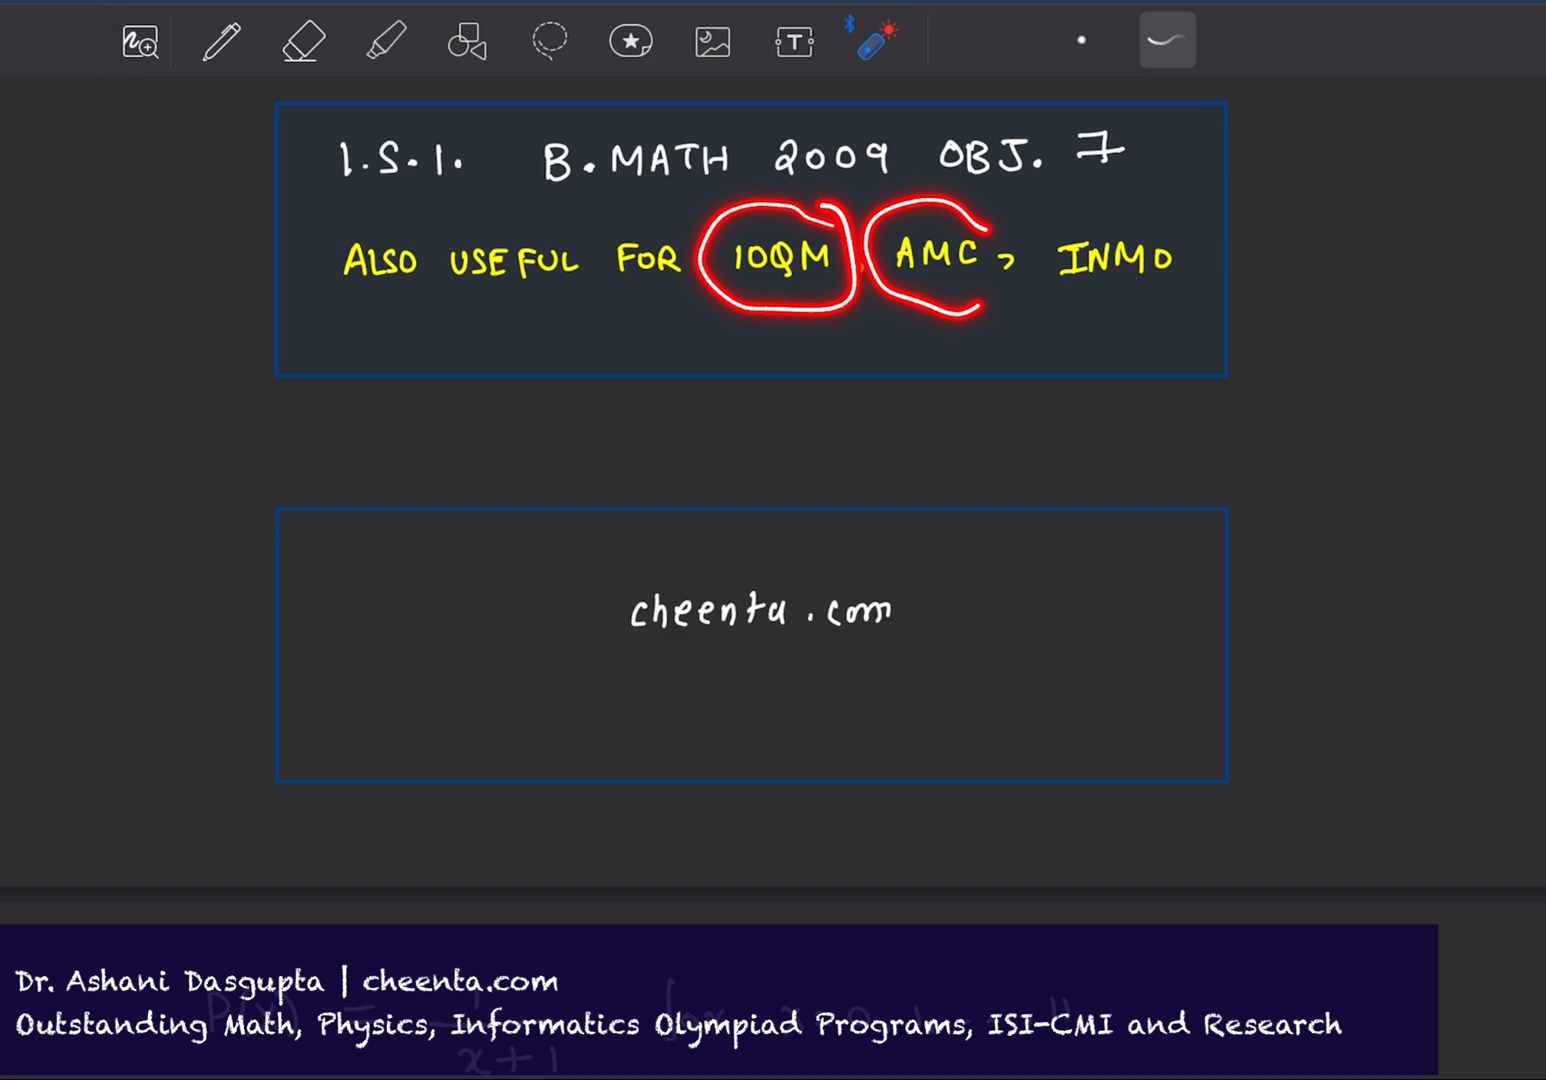 I.S.I. B.MATH 2009 OBJ. 7
ALSO USEFUL FOR IOQM, AMC, INMO
cheenta.com
Dr. Ashani Dasgupta | cheenta.com
Outstanding Math, Physics, Informatics Olympiad Programs, ISI-CMI and Research
x+1